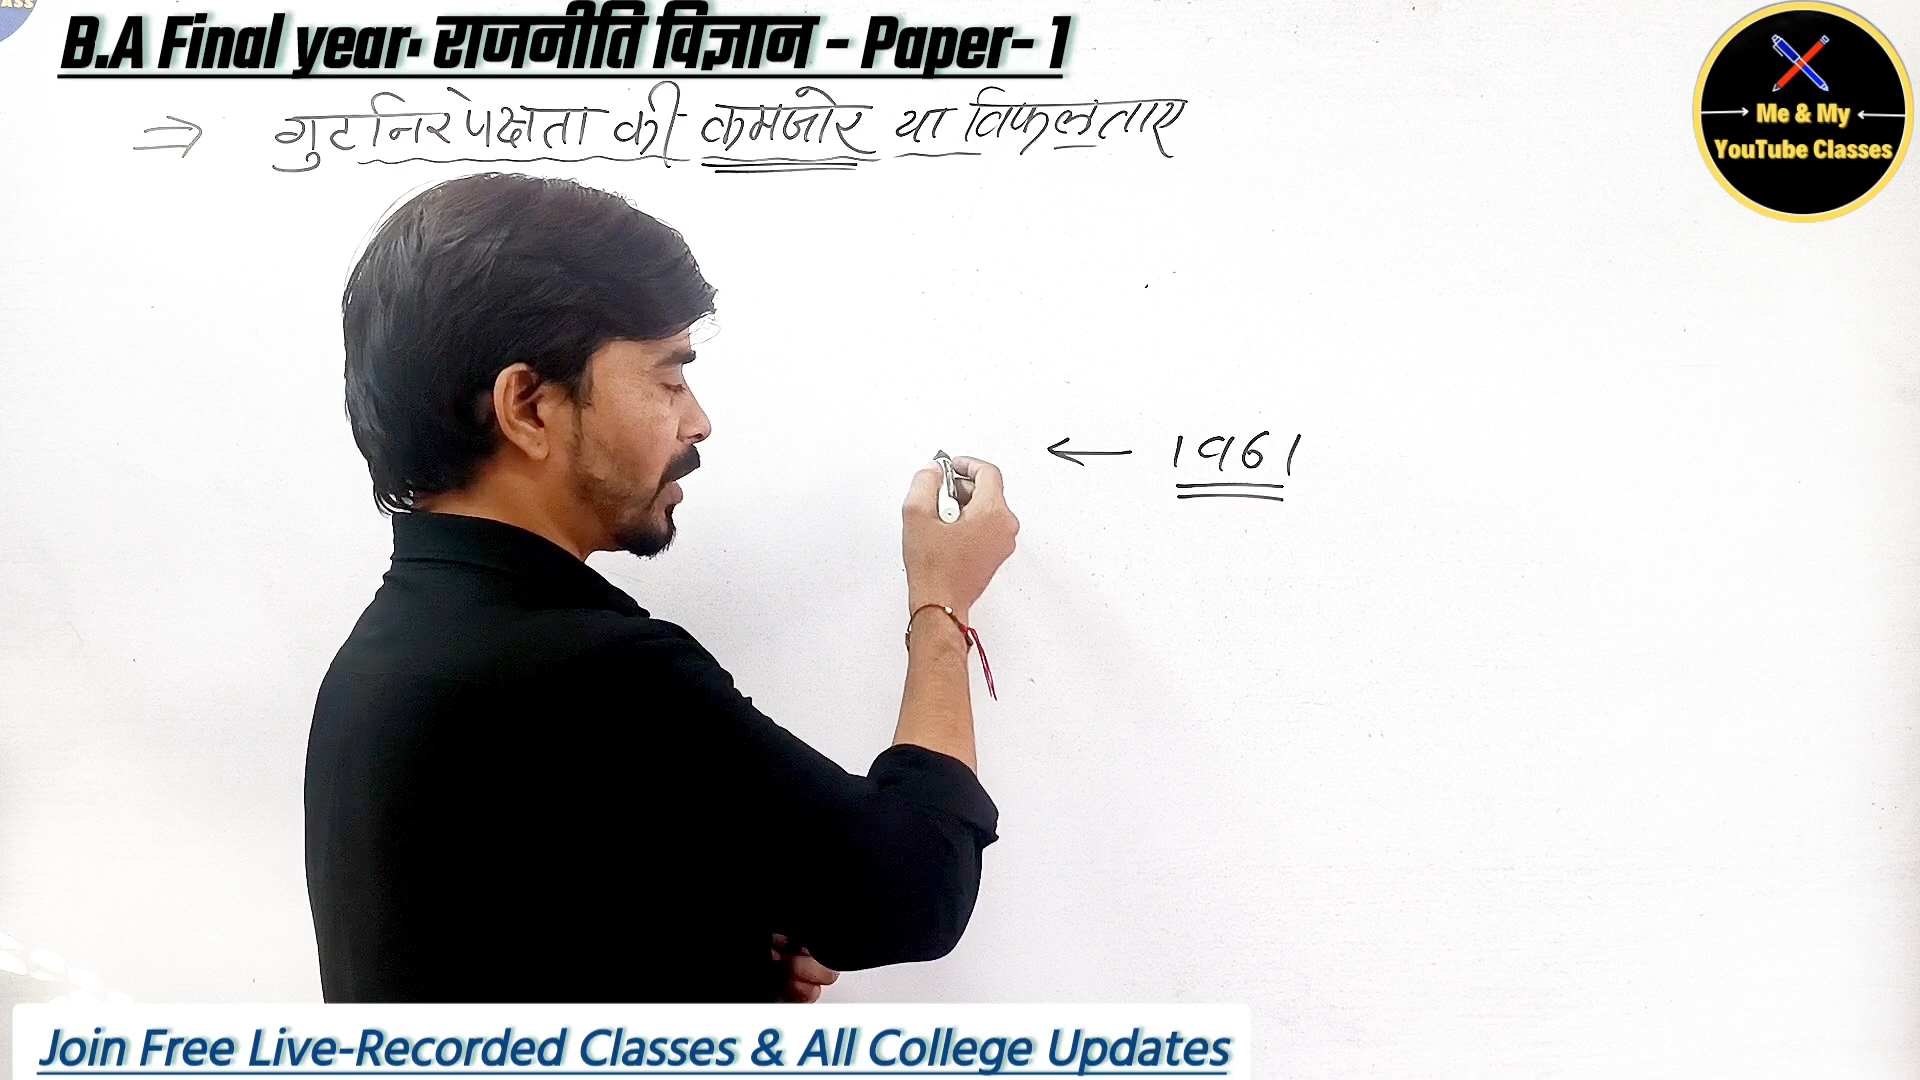 B.A Final year. राजनीति विज्ञान - Paper- 1
⇒ गुटनिरपेक्षता की कमजोर या विफलताए
Me & My
YouTube Classes
← 1961
Join Free Live-Recorded Classes & All College Updates